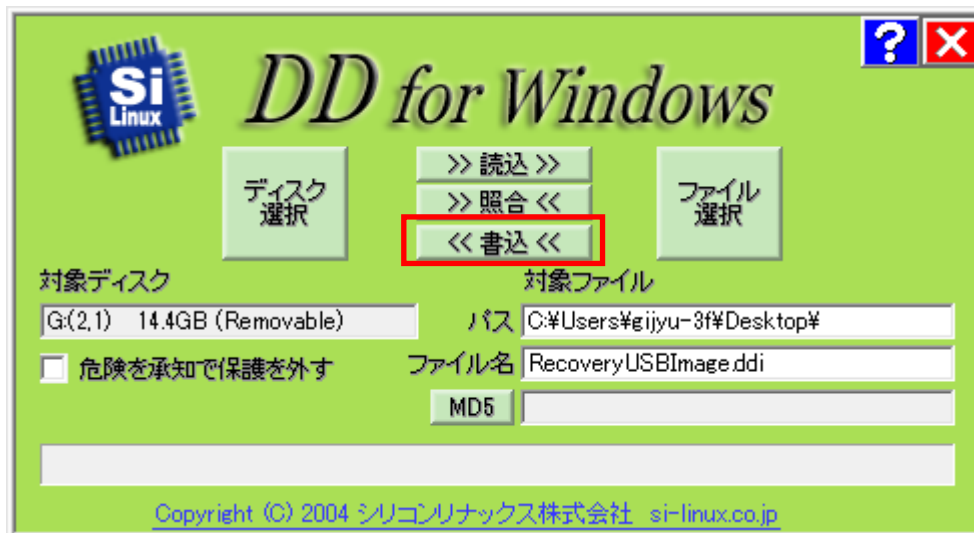 Si
Linux
DD for Windows
?
ディスク
選択
>> 読込 >>
>> 照合 <<
<< 書込 <<
ファイル
選択
対象ディスク
対象ファイル
G:(2,1) 14.4GB (Removable)
パス C:¥Users¥gijyu-3f¥Desktop¥
危険を承知で保護を外す
ファイル名 RecoveryUSBImage.ddi
MD5
Copyright (C) 2004 シリコンリナックス株式会社 si-linux.co.jp